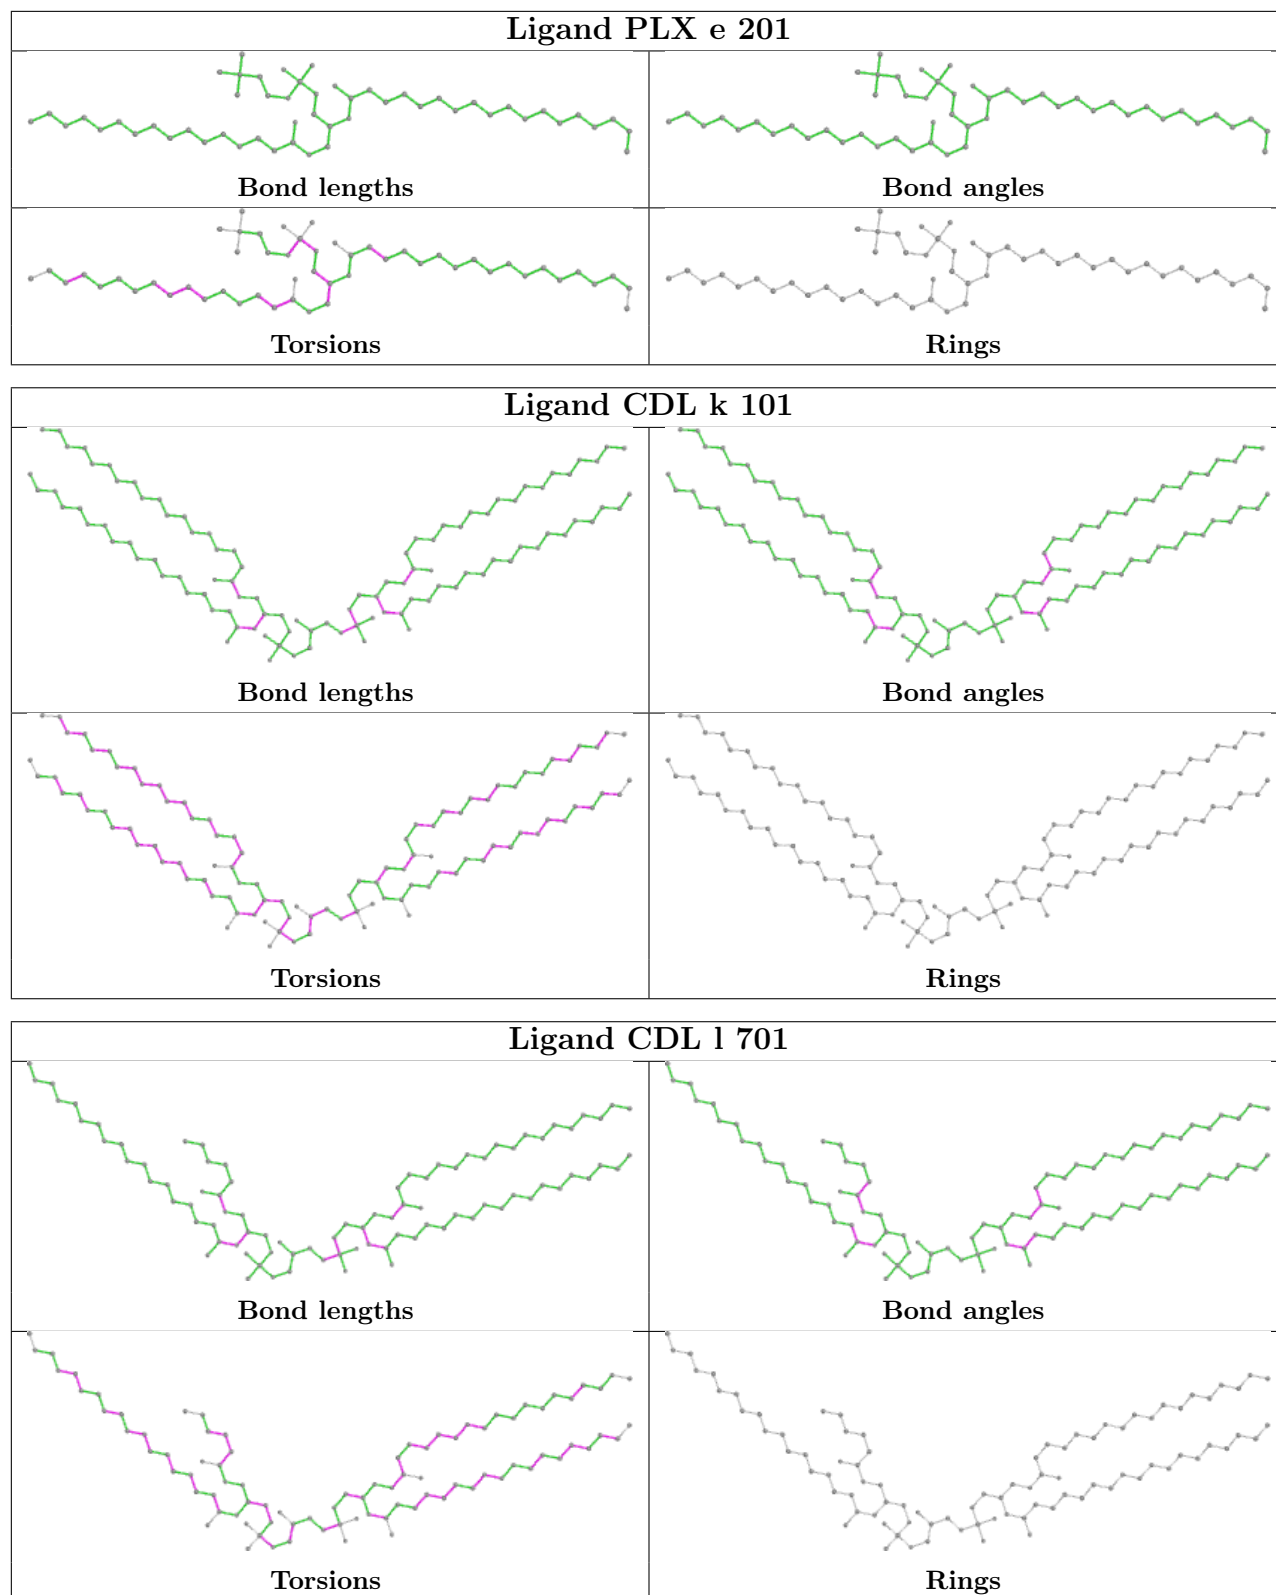 Ligand PLX e 201
Bond lengths
Bond angles
Torsions
Rings
Ligand CDL k 101
Bond lengths
Bond angles
Torsions
Rings
Ligand CDL l 701
Bond lengths
Bond angles
Torsions
Rings